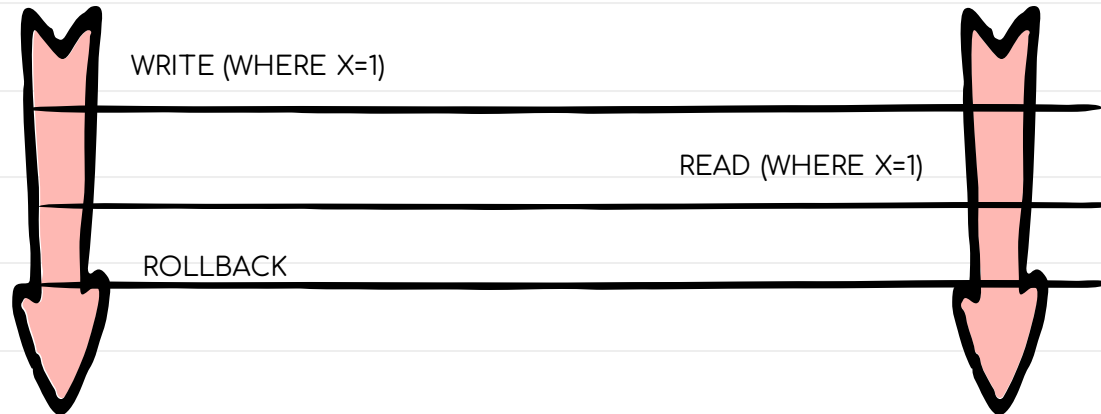 WRITE (WHERE X=1)
READ (WHERE X=1)
ROLLBACK